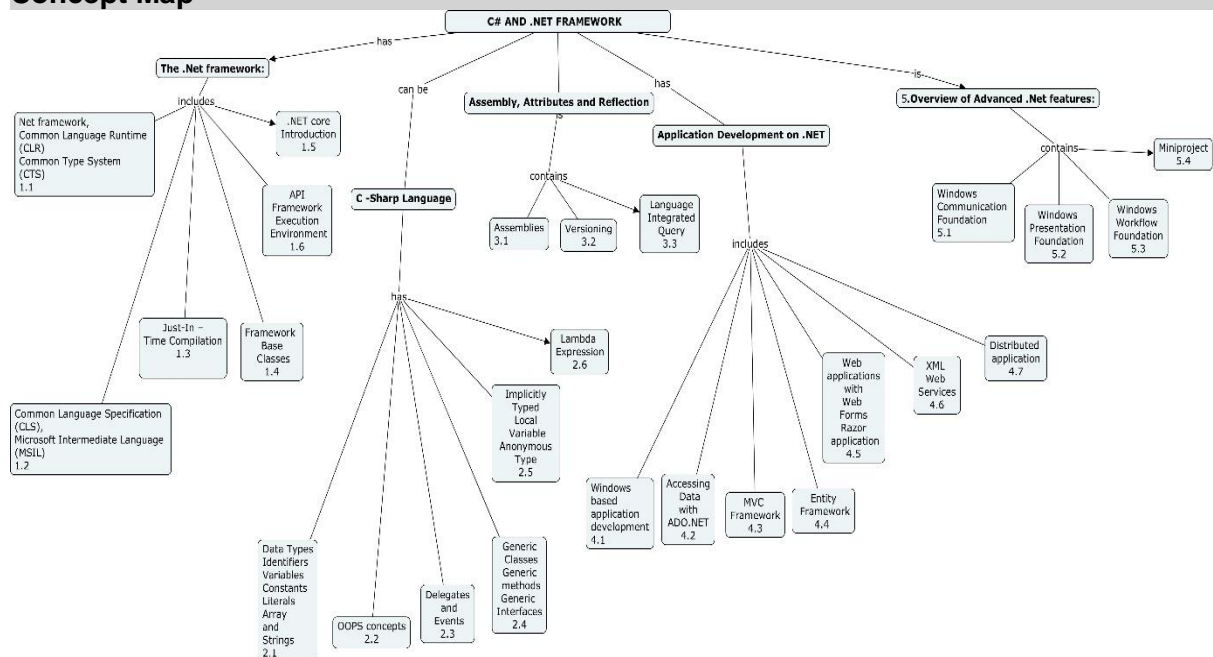 Concept Map
C# AND .NET FRAMEWORK
has
The .Net framework:
includes
Net framework,
Common Language Runtime
(CLR)
Common Type System
(CTS)
1.1
Common Language Specification
(CLS),
Microsoft Intermediate Language
(MSIL)
1.2
Just-In –
Time Compilation
1.3
Framework
Base
Classes
1.4
.NET core
Introduction
1.5
API
Framework
Execution
Environment
1.6
can be
C -Sharp Language
has
Data Types
Identifiers
Variables
Constants
Literals
Array
and
Strings
2.1
OOPS concepts
2.2
Delegates
and
Events
2.3
Generic
Classes
Generic
methods
Generic
Interfaces
2.4
Implicitly
Typed
Local
Variable
Anonymous
Type
2.5
Lambda
Expression
2.6
is
Assembly, Attributes and Reflection
contains
Assemblies
3.1
Versioning
3.2
Language
Integrated
Query
3.3
has
Application Development on .NET
includes
Windows
based
application
development
4.1
Accessing
Data
with
ADO.NET
4.2
MVC
Framework
4.3
Entity
Framework
4.4
Web
applications
with
Web
Forms
Razor
application
4.5
XML
Web
Services
4.6
Distributed
application
4.7
is
5.Overview of Advanced .Net features:
contains
Windows
Communication
Foundation
5.1
Windows
Presentation
Foundation
5.2
Windows
Workflow
Foundation
5.3
Miniproject
5.4